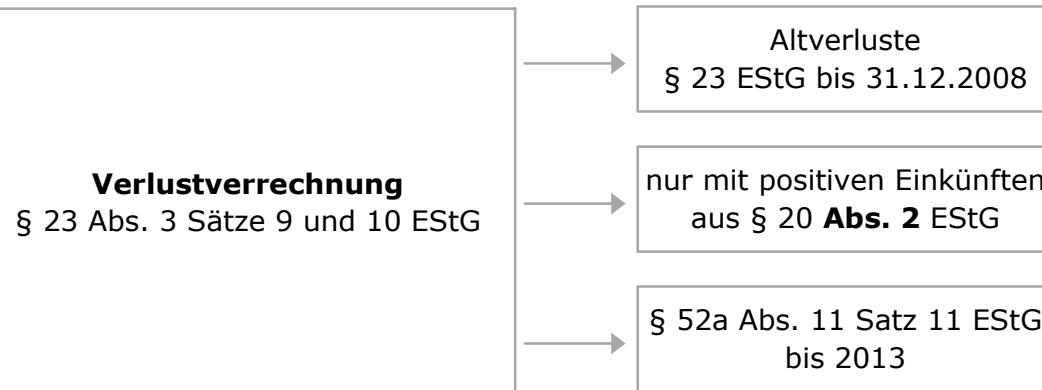 Verlustverrechnung
§ 23 Abs. 3 Sätze 9 und 10 EStG
Altverluste
§ 23 EStG bis 31.12.2008
nur mit positiven Einkünften
aus § 20 Abs. 2 EStG
§ 52a Abs. 11 Satz 11 EStG
bis 2013